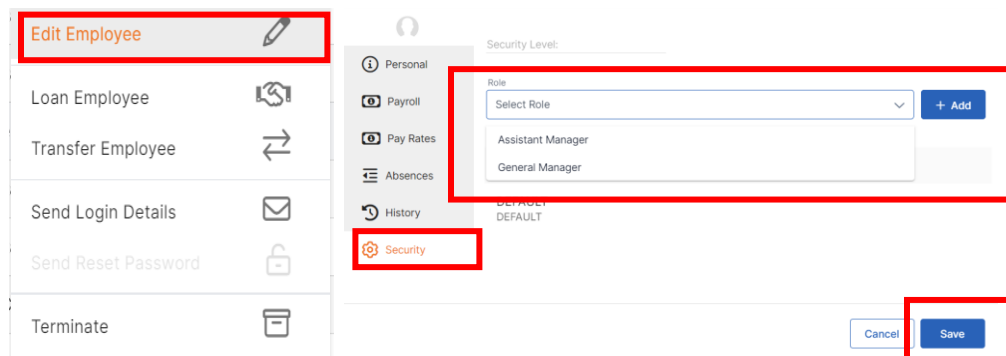 Edit Employee
Loan Employee
Transfer Employee
Send Login Details
Send Reset Password
Terminate
Personal
Payroll
Pay Rates
Absences
History
Security
Security Level:
Role
Select Role
+ Add
Assistant Manager
General Manager
DEFAULT
DEFAULT
Cancel
Save